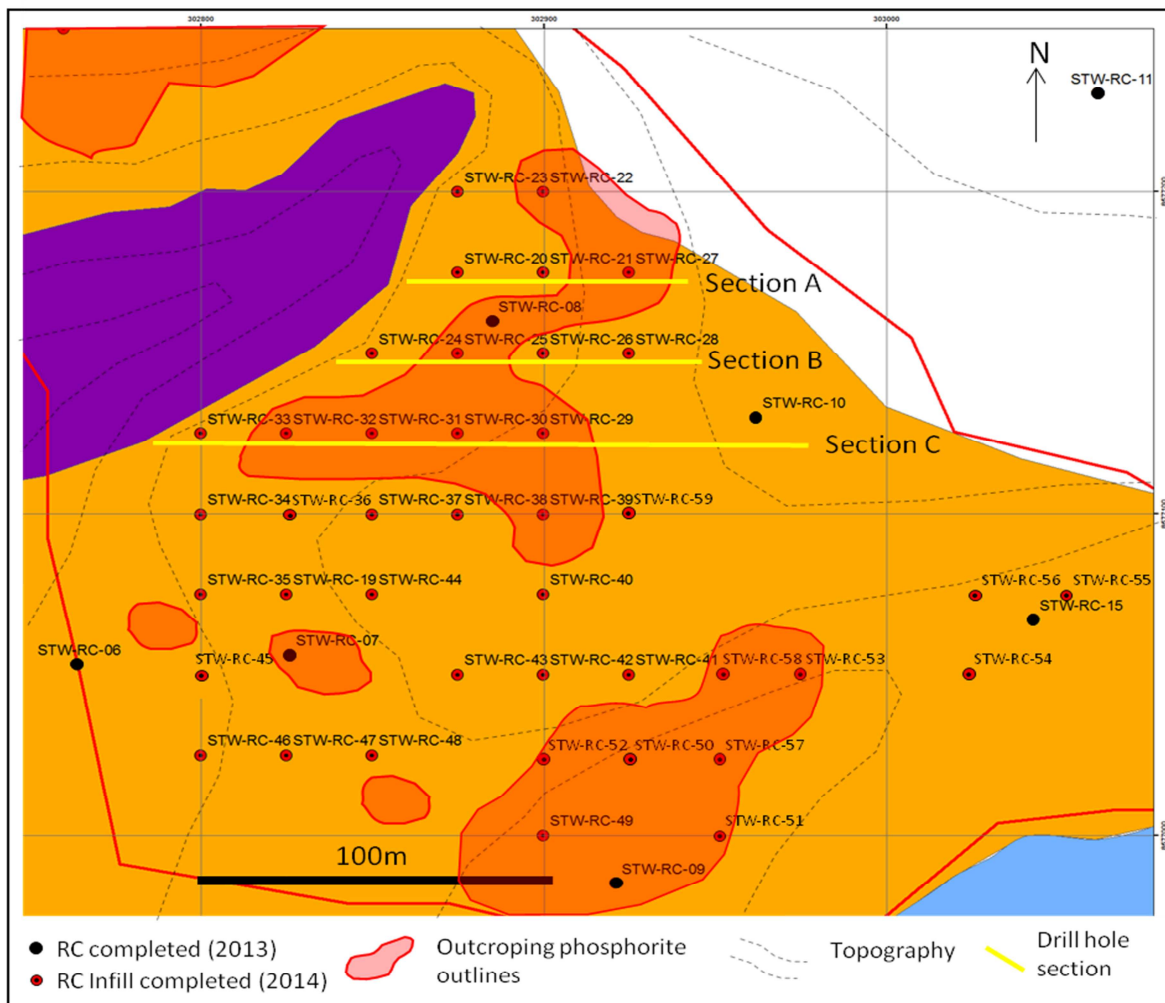 302800 302900 303000
N
STW-RC-11
STW-RC-23 STW-RC-22
8677200
STW-RC-20 STW-RC-21 STW-RC-27
Section A
STW-RC-08
STW-RC-24 STW-RC-25 STW-RC-26 STW-RC-28
Section B
STW-RC-10
STW-RC-33 STW-RC-32 STW-RC-31 STW-RC-30 STW-RC-29
Section C
STW-RC-34 STW-RC-36 STW-RC-37 STW-RC-38 STW-RC-39 STW-RC-59
8677100
STW-RC-35 STW-RC-19 STW-RC-44 STW-RC-40 STW-RC-56 STW-RC-55
STW-RC-15
STW-RC-07
STW-RC-06 STW-RC-45 STW-RC-43 STW-RC-42 STW-RC-41 STW-RC-58 STW-RC-53 STW-RC-54
STW-RC-46 STW-RC-47 STW-RC-48 STW-RC-52 STW-RC-50 STW-RC-57
STW-RC-49 STW-RC-51
8677000
100m
STW-RC-09
RC completed (2013)
RC Infill completed (2014)
Outcroping phosphorite
outlines
Topography
Drill hole
section